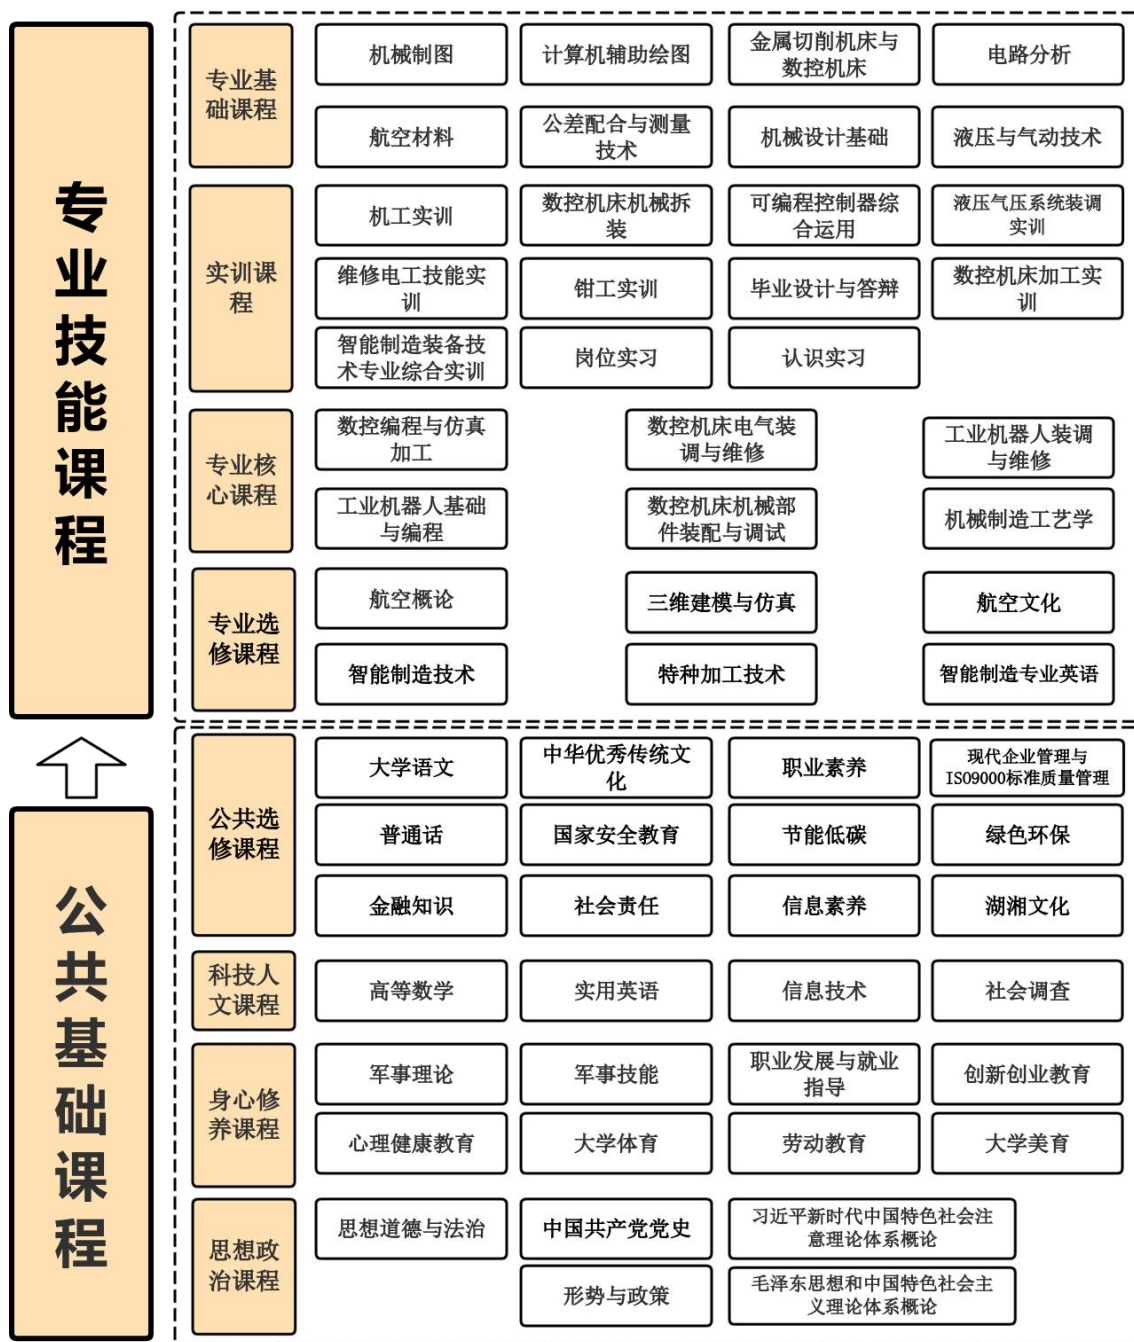 专业技能课程
专业基
础课程
机械制图
计算机辅助绘图
金属切削机床与
数控机床
电路分析
航空材料
公差配合与测量
技术
机械设计基础
液压与气动技术
实训课
程
机工实训
数控机床机械拆
装
可编程控制器综
合运用
液压气压系统装调
实训
维修电工技能实
训
钳工实训
毕业设计与答辩
数控机床加工实
训
智能制造装备技
术专业综合实训
岗位实习
认识实习
专业核
心课程
数控编程与仿真
加工
数控机床电气装
调与维修
工业机器人装调
与维修
工业机器人基础
与编程
数控机床机械部
件装配与调试
机械制造工艺学
专业选
修课程
航空概论
三维建模与仿真
航空文化
智能制造技术
特种加工技术
智能制造专业英语
公共基础课程
公共选
修课程
大学语文
中华优秀传统文
化
职业素养
现代企业管理与
ISO9000标准质量管理
普通话
国家安全教育
节能低碳
绿色环保
金融知识
社会责任
信息素养
湖湘文化
科技人
文课程
高等数学
实用英语
信息技术
社会调查
身心修
养课程
军事理论
军事技能
职业发展与就业
指导
创新创业教育
心理健康教育
大学体育
劳动教育
大学美育
思想政
治课程
思想道德与法治
中国共产党党史
习近平新时代中国特色社会注
意理论体系概论
形势与政策
毛泽东思想和中国特色社会主
义理论体系概论